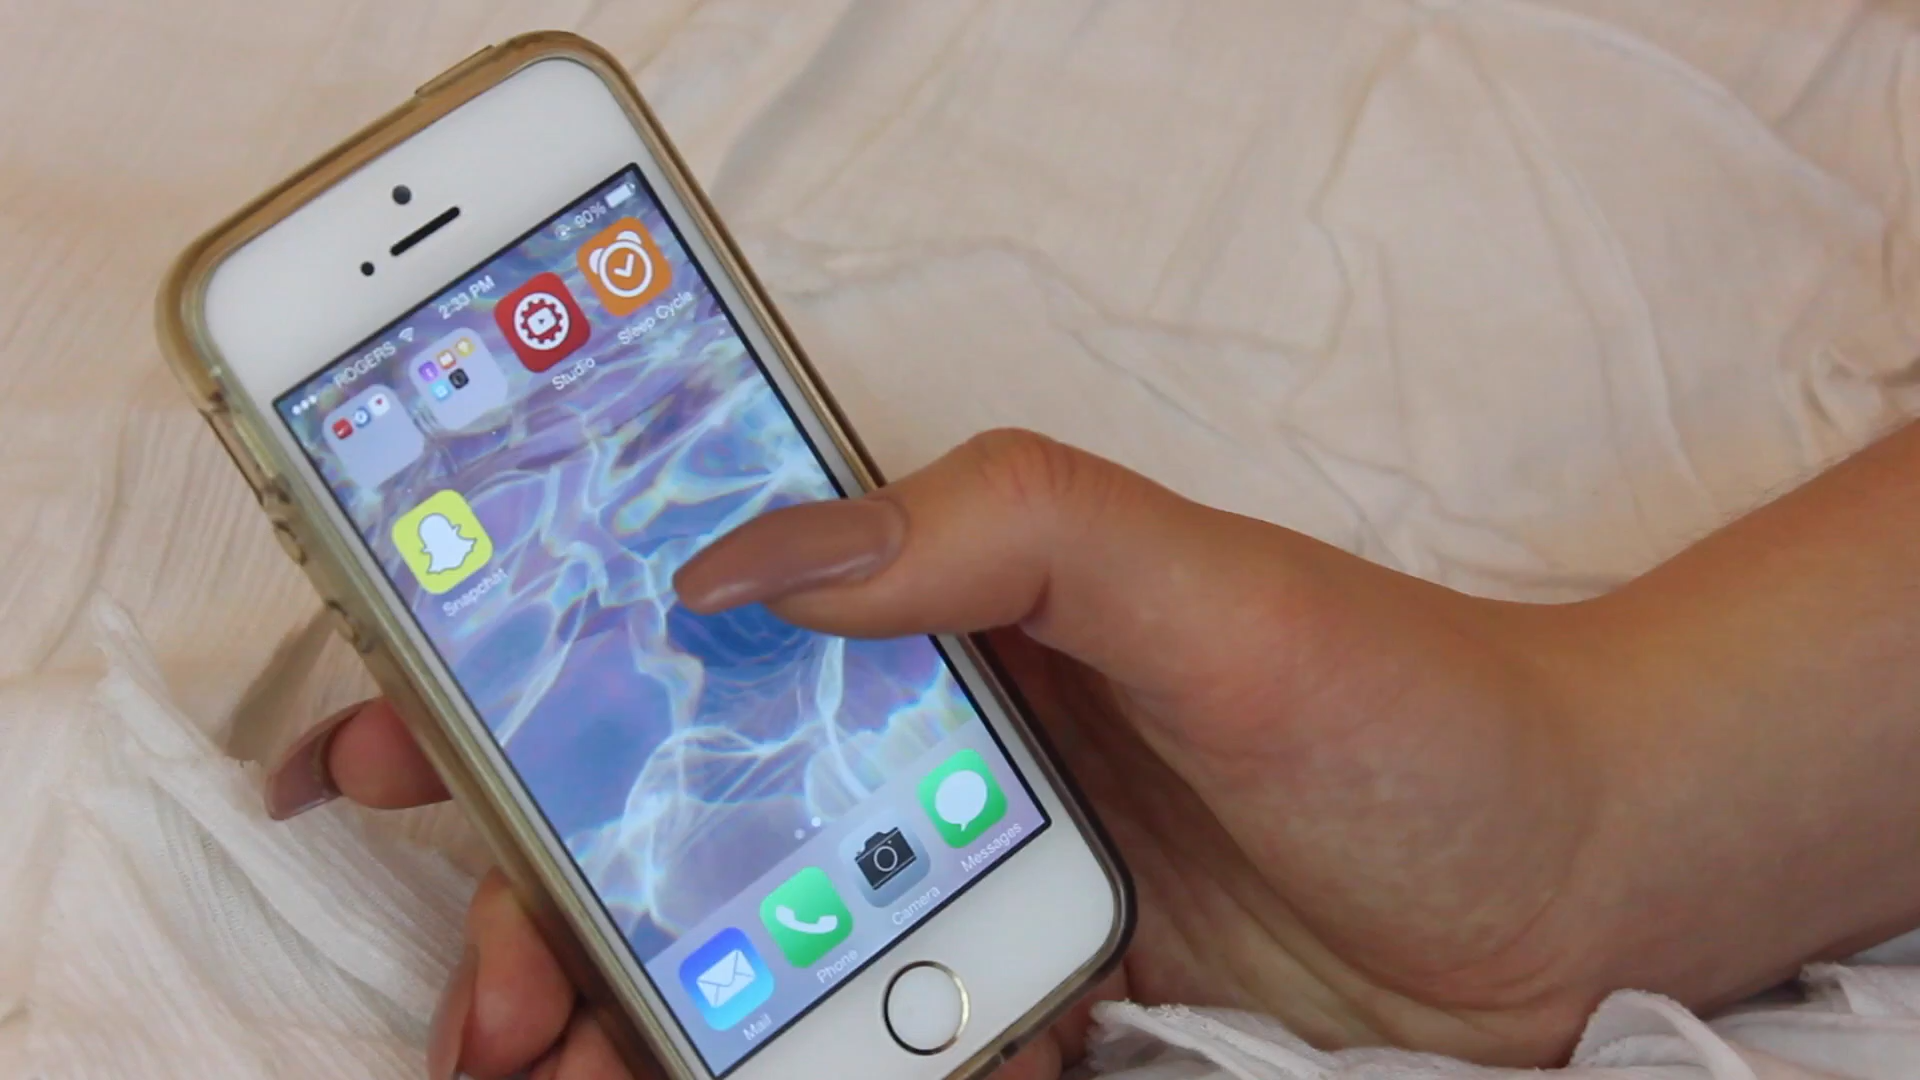 ROGERS 2:33 PM 90%
Studio
Sleep Cycle
Snapchat
Mail
Phone
Camera
Messages